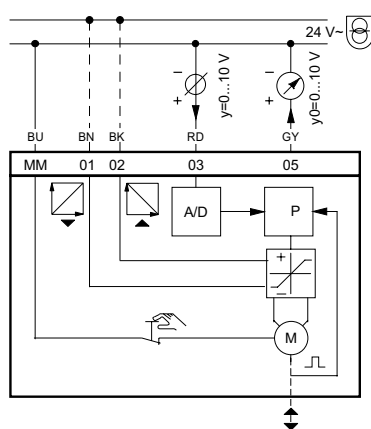 24 V~
− −
y=0...10 V
y0=0...10 V
+ +
BU BN BK RD GY
MM 01 02 03 05
A/D P
+
−
M